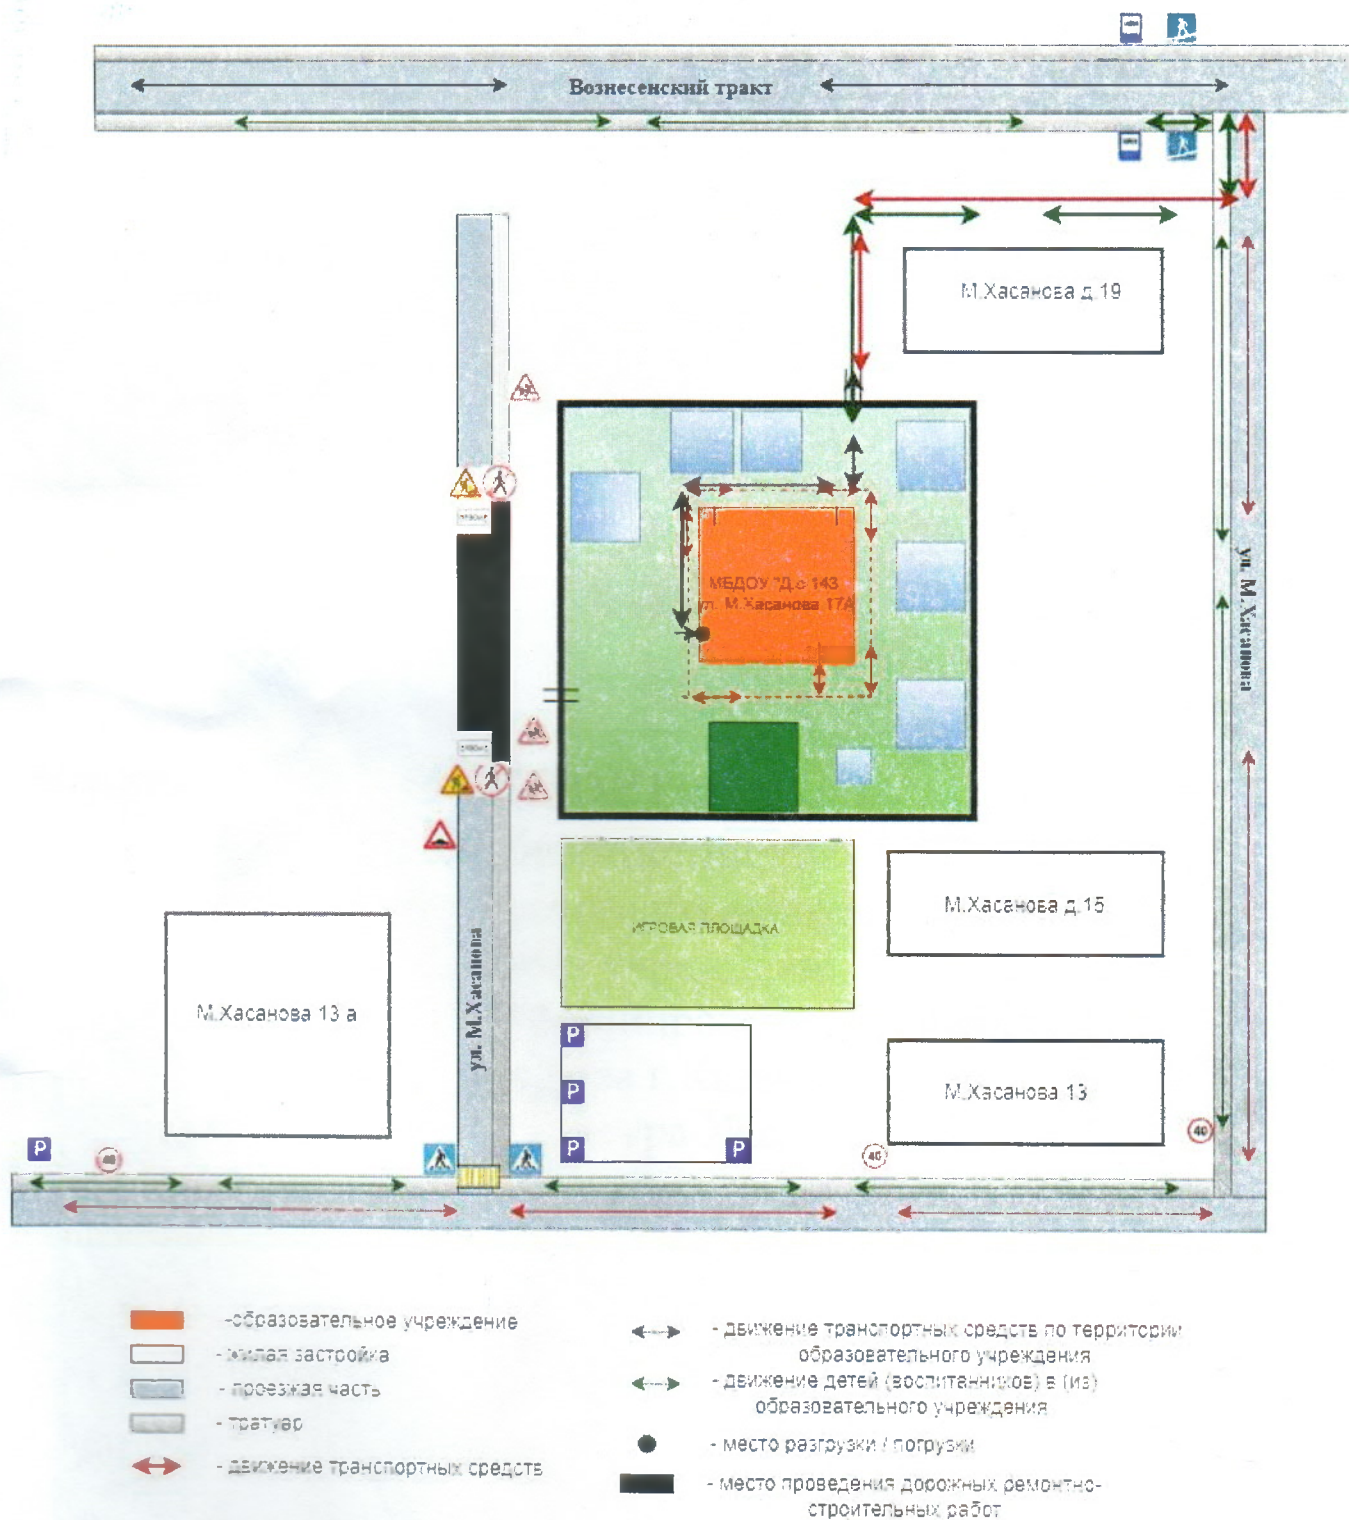 Вознесенский тракт
М.Хасанова д.19
МБДОУ "Д.с 143
ул. М.Хасанова 17А
ул. М.Хасанова
М.Хасанова д.15
ИГРОВАЯ ПЛОЩАДКА
ул. М.Хасанова
М.Хасанова 13 а
P
P
М.Хасанова 13
P
40
40
40
P
P
-образовательное учреждение
- жилая застройка
- проезжая часть
- тратуар
- движение транспортных средств
- движение транспортных средств по территории
образовательного учреждения
- движение детей (воспитанников) в (из)
образовательного учреждения
- место разгрузки / погрузки
- место проведения дорожных ремонтно-
строительных работ